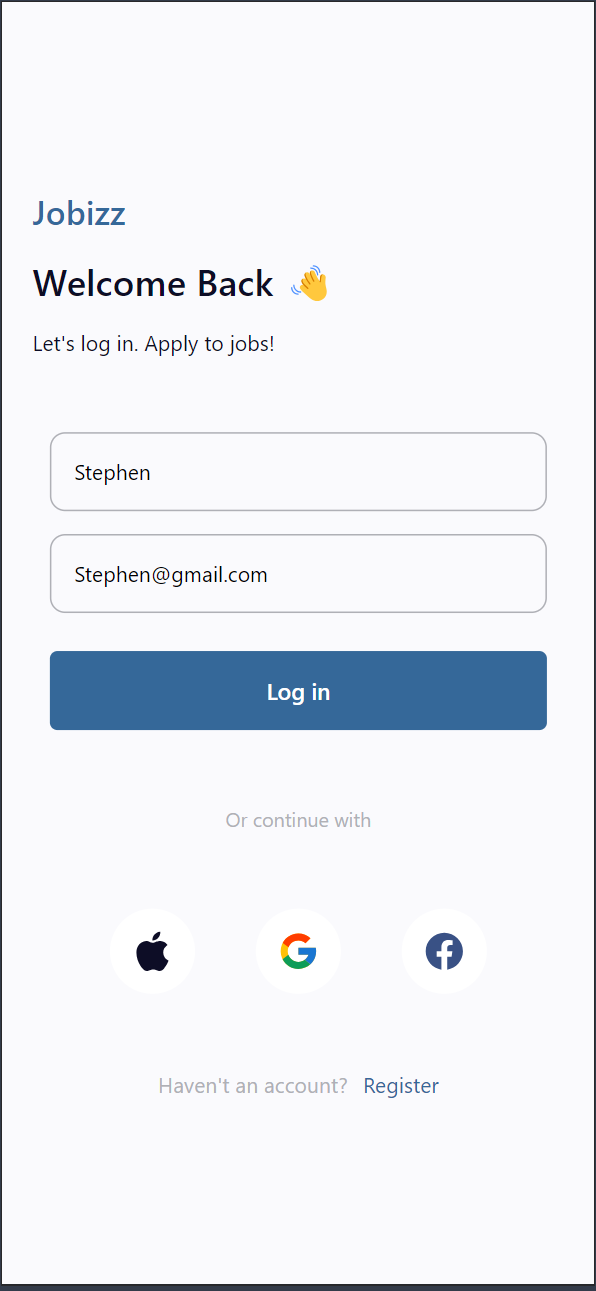 Jobizz
Welcome Back 👋
Let's log in. Apply to jobs!
Stephen
Stephen@gmail.com
Log in
Or continue with
Haven't an account? Register